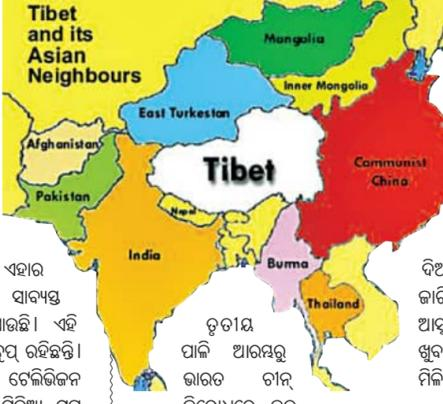 Tibet
and its
Asian
Neighbours
Mongolia
Inner Mongolia
East Turkestan
Afghanistan
Tibet
Communist
China
Pakistan
Nepal
India
Burma
Thailand
ଏହାର
ସାବ୍ୟସ୍ତ
ଯାଉଛି। ଏହି
ରହିଛନ୍ତି।
ଟେଲିଭିଜନ
ତୃତୀୟ
ପାଳି ଆରମ୍ଭରୁ
ଭାରତ ଚୀନ୍